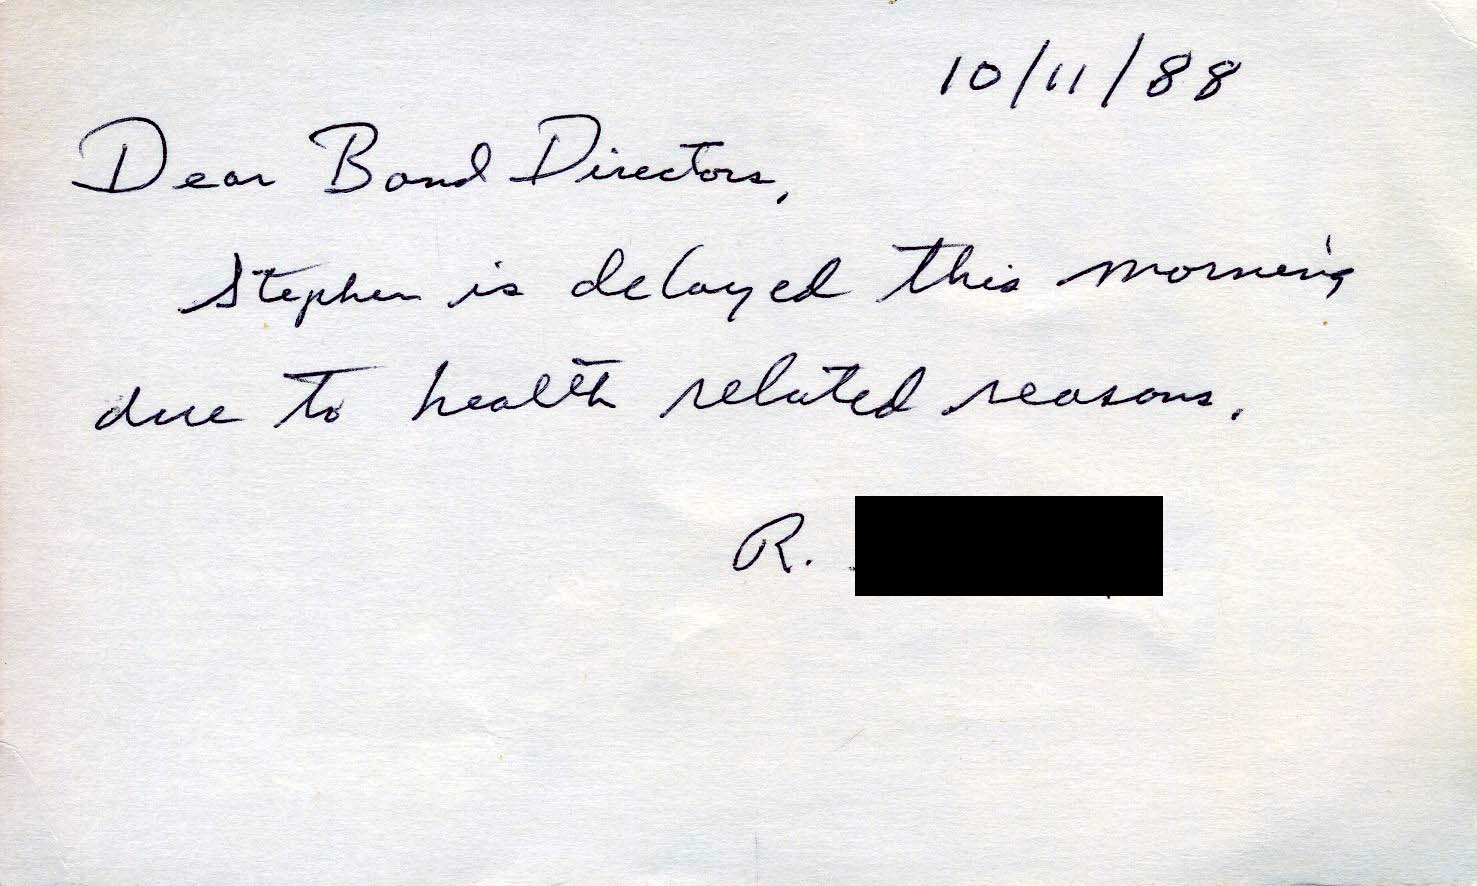 10/11/88
Dear Band Directors,
Stephen is delayed this morning
due to health related reasons.
R.